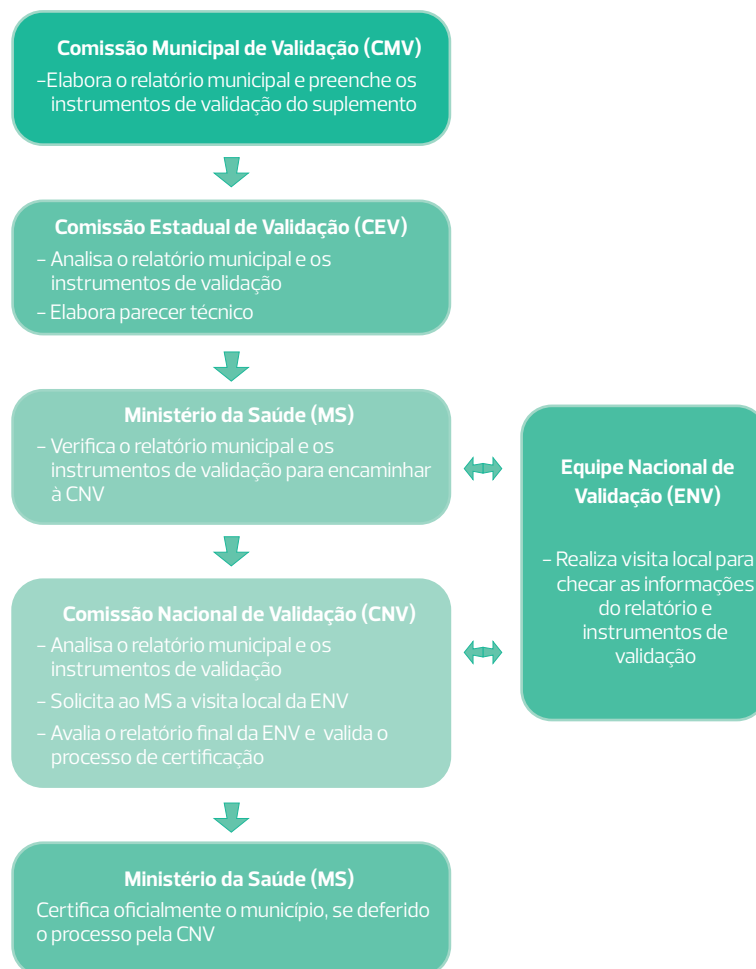 Comissão Municipal de Validação (CMV)
–Elabora o relatório municipal e preenche os
instrumentos de validação do suplemento
Comissão Estadual de Validação (CEV)
– Analisa o relatório municipal e os
instrumentos de validação
– Elabora parecer técnico
Ministério da Saúde (MS)
– Verifica o relatório municipal e os
instrumentos de validação para encaminhar
à CNV
Equipe Nacional de
Validação (ENV)
– Realiza visita local para
checar as informações
do relatório e
instrumentos de
validação
Comissão Nacional de Validação (CNV)
– Analisa o relatório municipal e os
instrumentos de validação
– Solicita ao MS a visita local da ENV
– Avalia o relatório final da ENV e valida o
processo de certificação
Ministério da Saúde (MS)
Certifica oficialmente o município, se deferido
o processo pela CNV